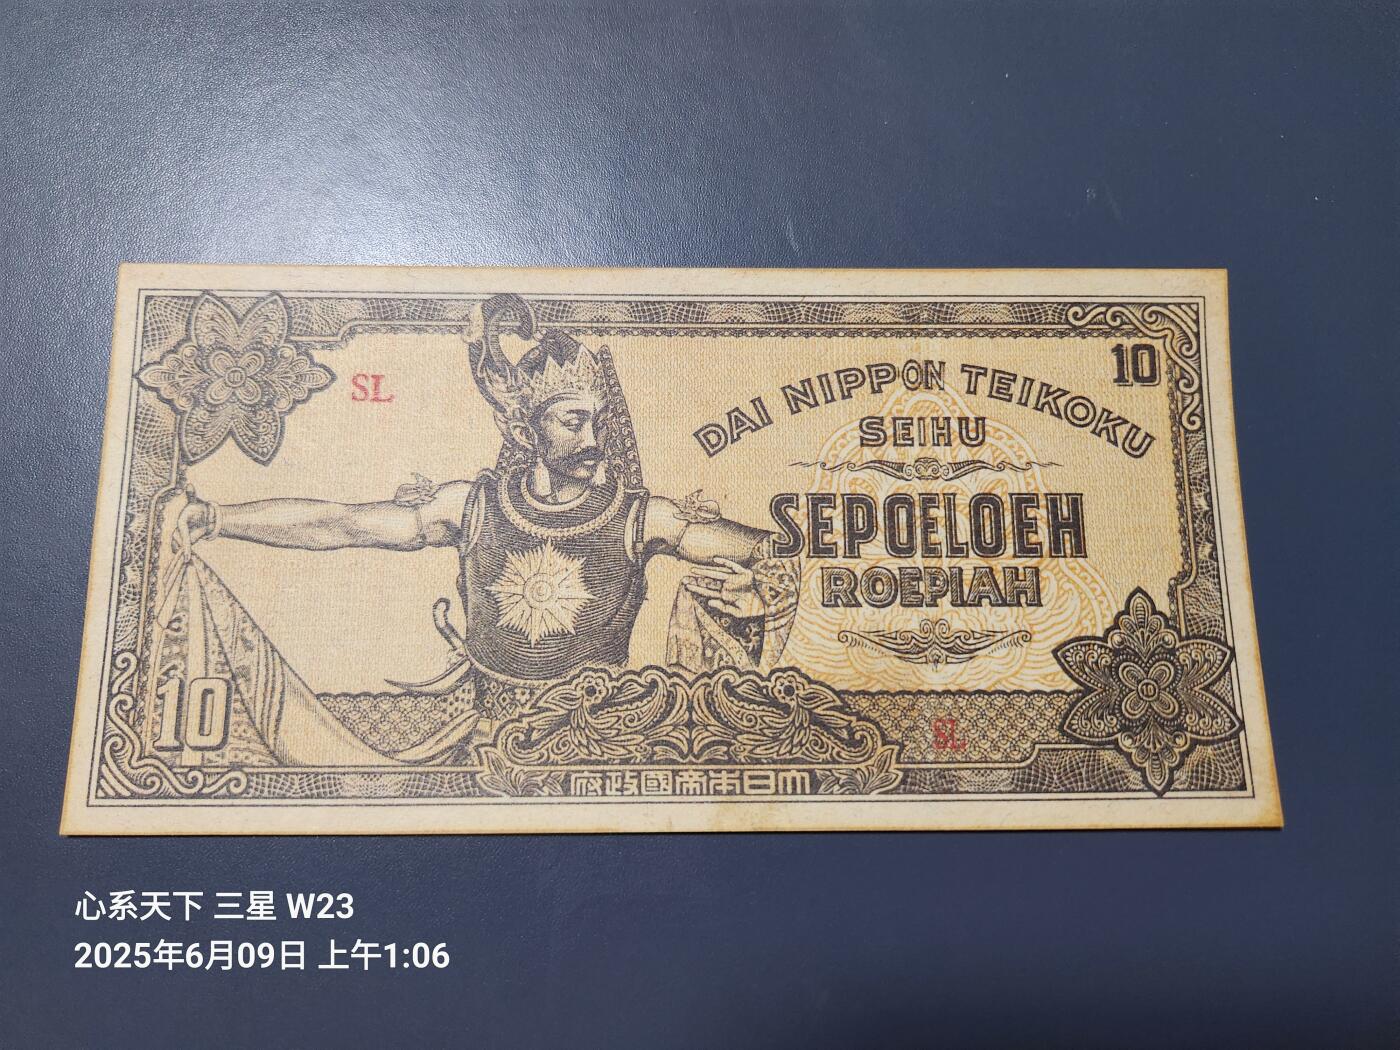 SL
10
DAI NIPPON TEIKOKU
SEIHU
SEPOELOEH
ROEPIAH
10
SL
府政國帝本日大
心系天下 三星 W23
2025年6月09日 上午1:06